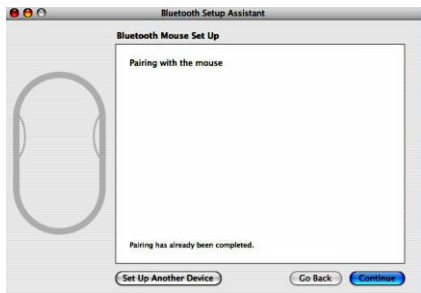 Bluetooth Setup Assistant
Bluetooth Mouse Set Up
Pairing with the mouse
Pairing has already been completed.
Set Up Another Device
Go Back
Continue